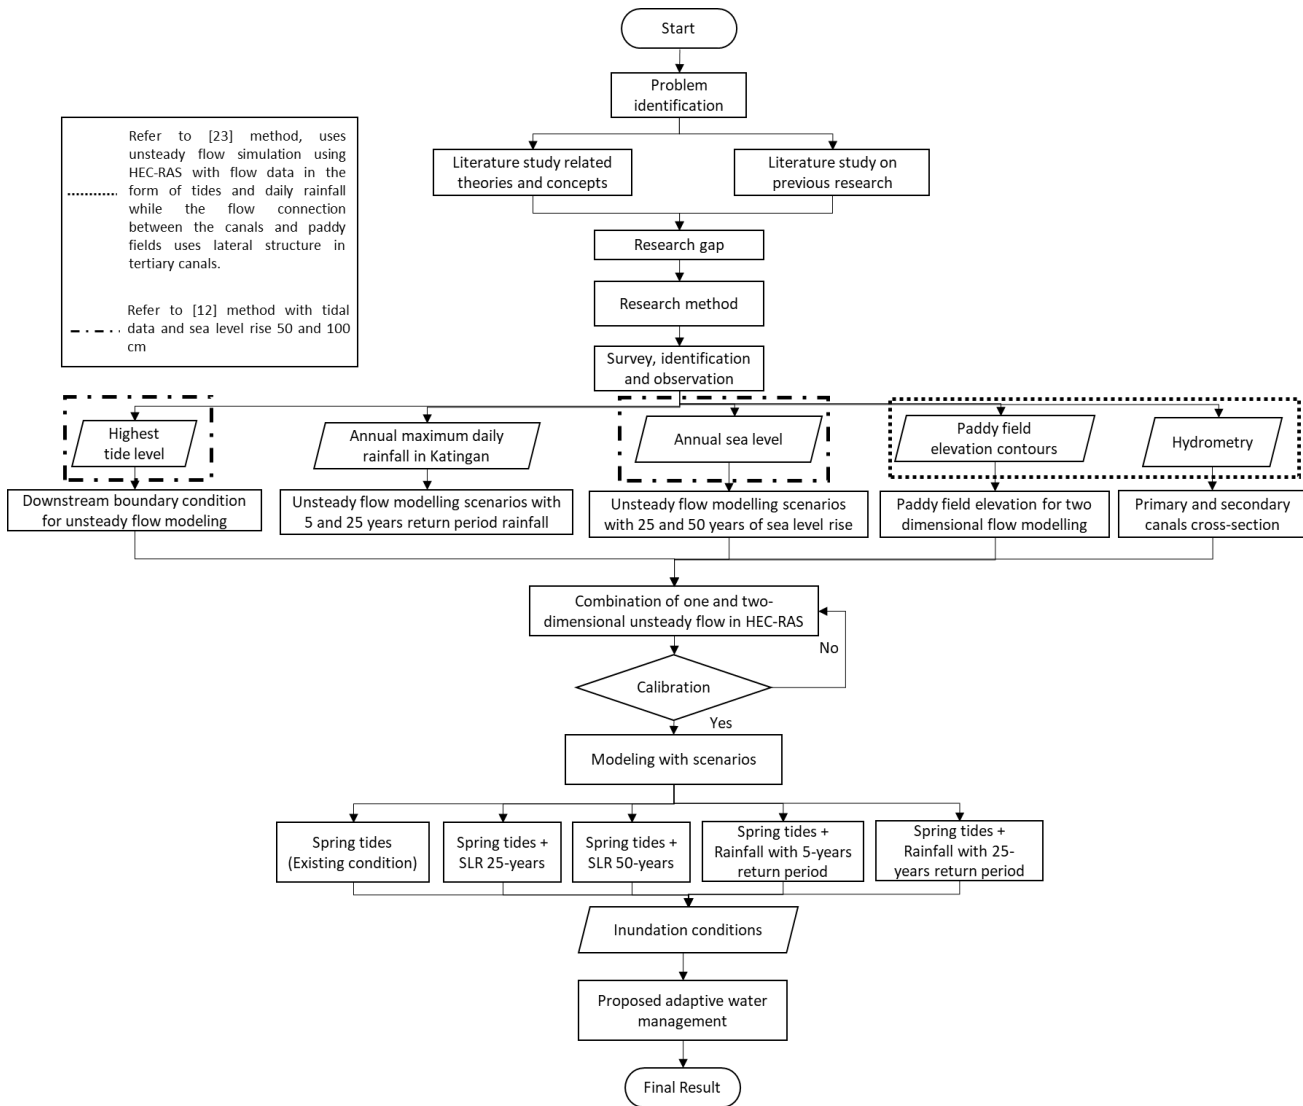 Start
Problem
identification
Refer to [23] method, uses
unsteady flow simulation using
HEC-RAS with flow data in the
form of tides and daily rainfall
while the flow connection
between the canals and paddy
fields uses lateral structure in
tertiary canals.
Refer to [12] method with tidal
data and sea level rise 50 and 100
cm
Literature study related
theories and concepts
Literature study on
previous research
Research gap
Research method
Survey, identification
and observation
Highest
tide level
Annual maximum daily
rainfall in Katingan
Annual sea level
Paddy field
elevation contours
Hydrometry
Downstream boundary condition
for unsteady flow modeling
Unsteady flow modelling scenarios with
5 and 25 years return period rainfall
Unsteady flow modelling scenarios
with 25 and 50 years of sea level rise
Paddy field elevation for two
dimensional flow modelling
Primary and secondary
canals cross-section
Combination of one and two-
dimensional unsteady flow in HEC-RAS
No
Calibration
Yes
Modeling with scenarios
Spring tides
(Existing condition)
Spring tides +
SLR 25-years
Spring tides +
SLR 50-years
Spring tides +
Rainfall with 5-years
return period
Spring tides +
Rainfall with 25-
years return period
Inundation conditions
Proposed adaptive water
management
Final Result